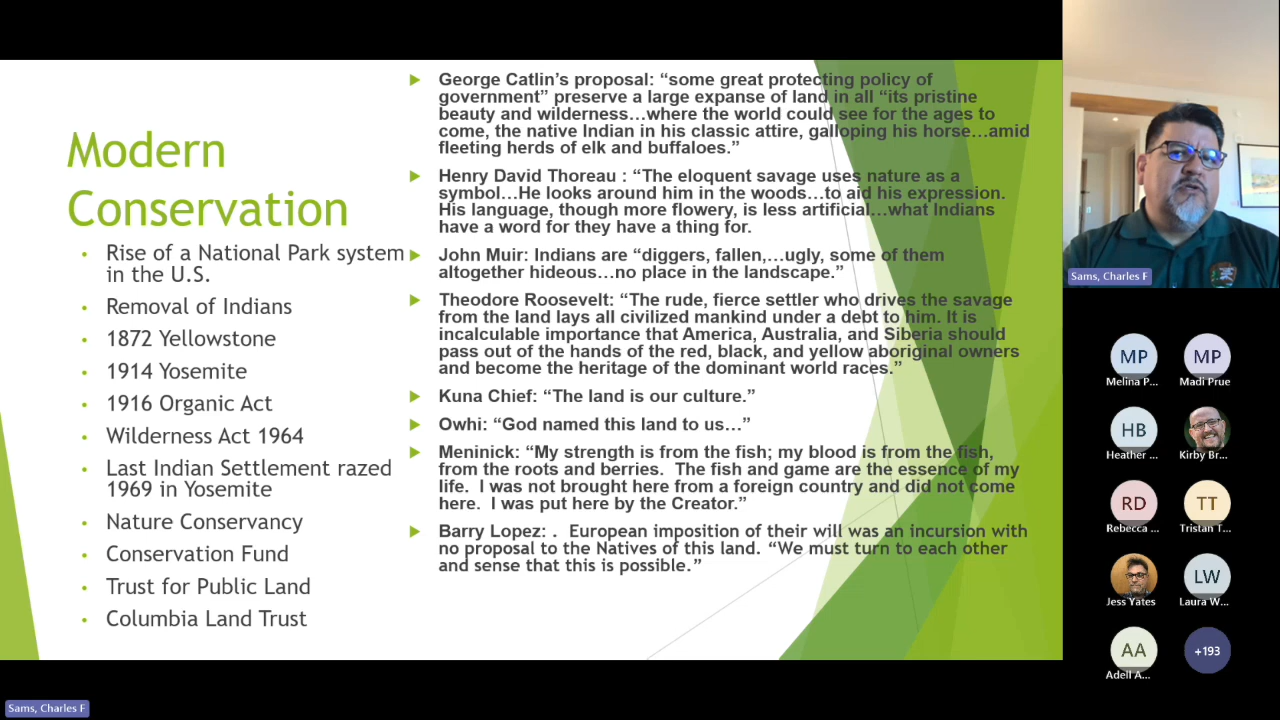 Modern
Conservation
• Rise of a National Park system
in the U.S.
• Removal of Indians
• 1872 Yellowstone
• 1914 Yosemite
• 1916 Organic Act
• Wilderness Act 1964
• Last Indian Settlement razed
1969 in Yosemite
• Nature Conservancy
• Conservation Fund
• Trust for Public Land
• Columbia Land Trust
George Catlin’s proposal: “some great protecting policy of
government” preserve a large expanse of land in all “its pristine
beauty and wilderness…where the world could see for the ages to
come, the native Indian in his classic attire, galloping his horse…amid
fleeting herds of elk and buffaloes.”
Henry David Thoreau : “The eloquent savage uses nature as a
symbol…He looks around him in the woods…to aid his expression.
His language, though more flowery, is less artificial…what Indians
have a word for they have a thing for.
John Muir: Indians are “diggers, fallen,…ugly, some of them
altogether hideous…no place in the landscape.”
Theodore Roosevelt: “The rude, fierce settler who drives the savage
from the land lays all civilized mankind under a debt to him. It is
incalculable importance that America, Australia, and Siberia should
pass out of the hands of the red, black, and yellow aboriginal owners
and become the heritage of the dominant world races.”
Kuna Chief: “The land is our culture.”
Owhi: “God named this land to us…”
Meninick: “My strength is from the fish; my blood is from the fish,
from the roots and berries. The fish and game are the essence of my
life. I was not brought here from a foreign country and did not come
here. I was put here by the Creator.”
Barry Lopez: . European imposition of their will was an incursion with
no proposal to the Natives of this land. “We must turn to each other
and sense that this is possible.”
Sams, Charles F
MP
MP
Melina P...
Madi Prue
HB
Heather ...
Kirby Br...
RD
TT
Rebecca ...
Tristan T...
LW
Jess Yates
Laura W...
AA
+193
Adell A...
Sams, Charles F